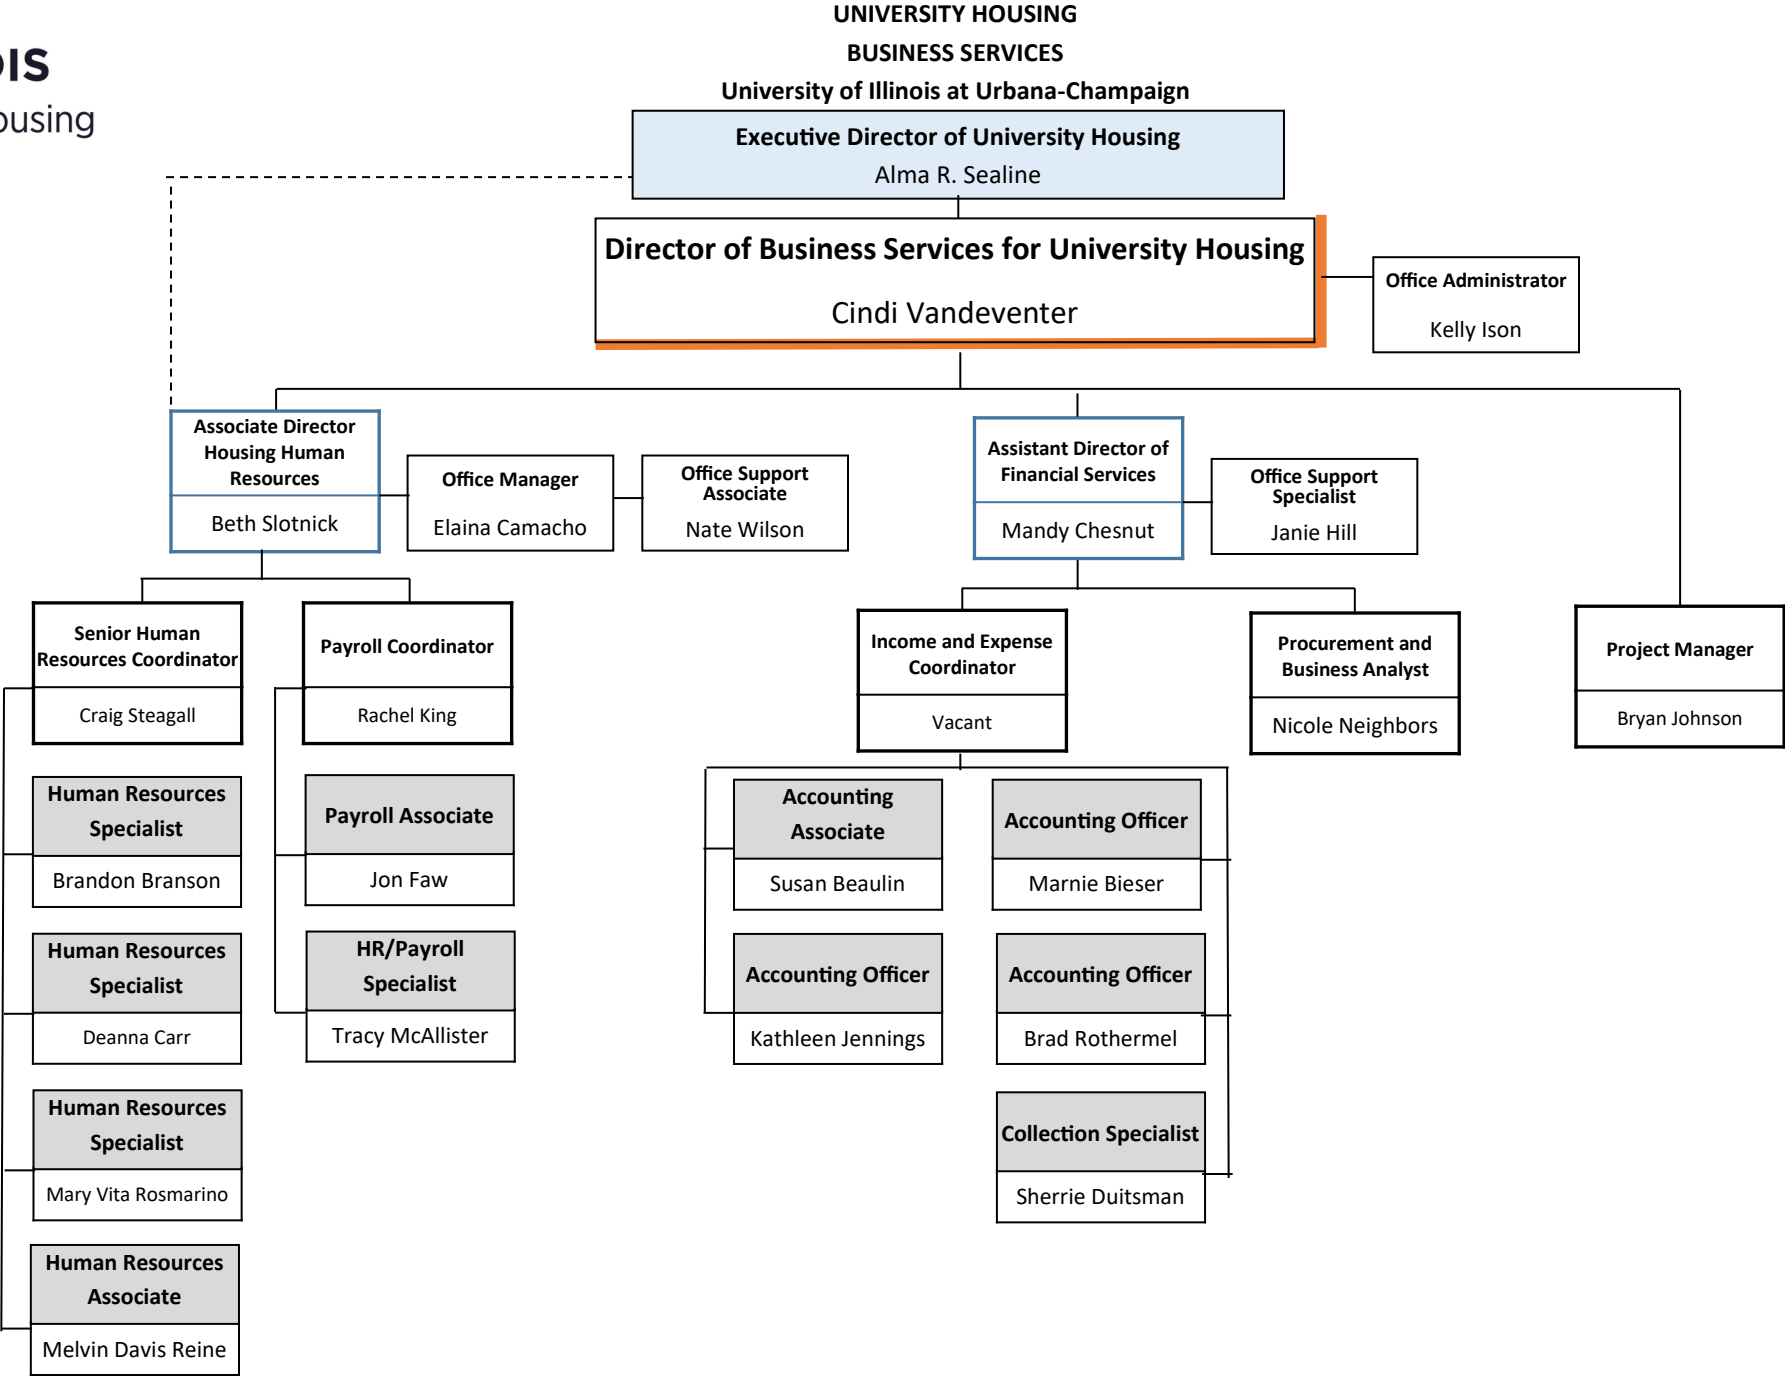 UNIVERSITY HOUSING
BUSINESS SERVICES
University of Illinois at Urbana-Champaign
OIS
ousing
Executive Director of University Housing
Alma R. Sealine
Director of Business Services for University Housing
Cindi Vandeventer
Office Administrator
Kelly Ison
Associate Director
Housing Human
Resources
Beth Slotnick
Office Manager
Elaina Camacho
Office Support
Associate
Nate Wilson
Assistant Director of
Financial Services
Mandy Chesnut
Office Support
Specialist
Janie Hill
Senior Human
Resources Coordinator
Craig Steagall
Payroll Coordinator
Rachel King
Income and Expense
Coordinator
Vacant
Procurement and
Business Analyst
Nicole Neighbors
Project Manager
Bryan Johnson
Human Resources
Specialist
Brandon Branson
Payroll Associate
Jon Faw
Accounting
Associate
Susan Beaulin
Accounting Officer
Marnie Bieser
Human Resources
Specialist
Deanna Carr
HR/Payroll
Specialist
Tracy McAllister
Accounting Officer
Kathleen Jennings
Accounting Officer
Brad Rothermel
Human Resources
Specialist
Mary Vita Rosmarino
Collection Specialist
Sherrie Duitsman
Human Resources
Associate
Melvin Davis Reine